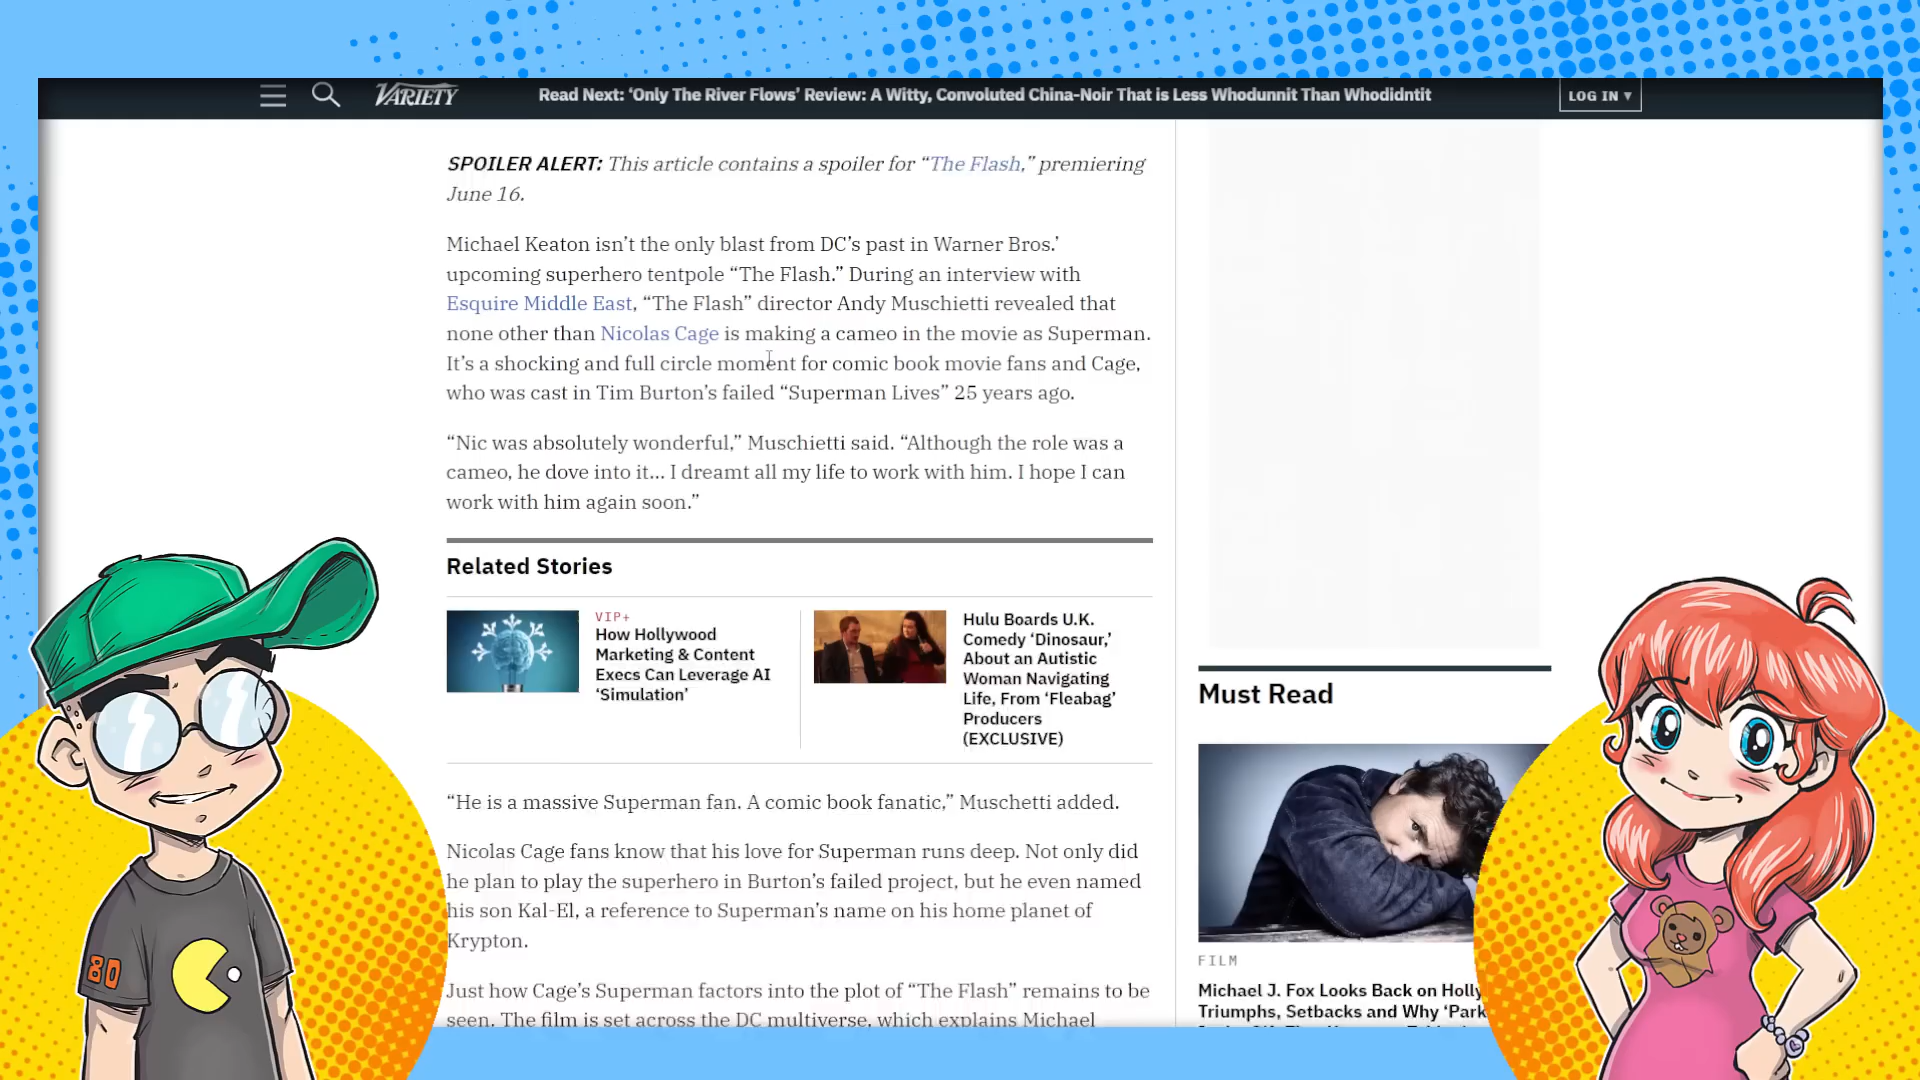 VARIETY
Read Next: ‘Only The River Flows’ Review: A Witty, Convoluted China-Noir That is Less Whodunnit Than Whodidntit
LOG IN ▾
SPOILER ALERT: This article contains a spoiler for “The Flash,” premiering
June 16.
Michael Keaton isn’t the only blast from DC’s past in Warner Bros.’
upcoming superhero tentpole “The Flash.” During an interview with
Esquire Middle East, “The Flash” director Andy Muschietti revealed that
none other than Nicolas Cage is making a cameo in the movie as Superman.
It’s a shocking and full circle moment for comic book movie fans and Cage,
who was cast in Tim Burton’s failed “Superman Lives” 25 years ago.
“Nic was absolutely wonderful,” Muschietti said. “Although the role was a
cameo, he dove into it… I dreamt all my life to work with him. I hope I can
work with him again soon.”
Related Stories
VIP+
How Hollywood
Marketing & Content
Execs Can Leverage AI
‘Simulation’
Hulu Boards U.K.
Comedy ‘Dinosaur,’
About an Autistic
Woman Navigating
Life, From ‘Fleabag’
Producers
(EXCLUSIVE)
“He is a massive Superman fan. A comic book fanatic,” Muschetti added.
Nicolas Cage fans know that his love for Superman runs deep. Not only did
he plan to play the superhero in Burton’s failed project, but he even named
his son Kal-El, a reference to Superman’s name on his home planet of
Krypton.
Just how Cage’s Superman factors into the plot of “The Flash” remains to be
seen. The film is set across the DC multiverse, which explains Michael
Must Read
FILM
Michael J. Fox Looks Back on Holly
Triumphs, Setbacks and Why ‘Park
80